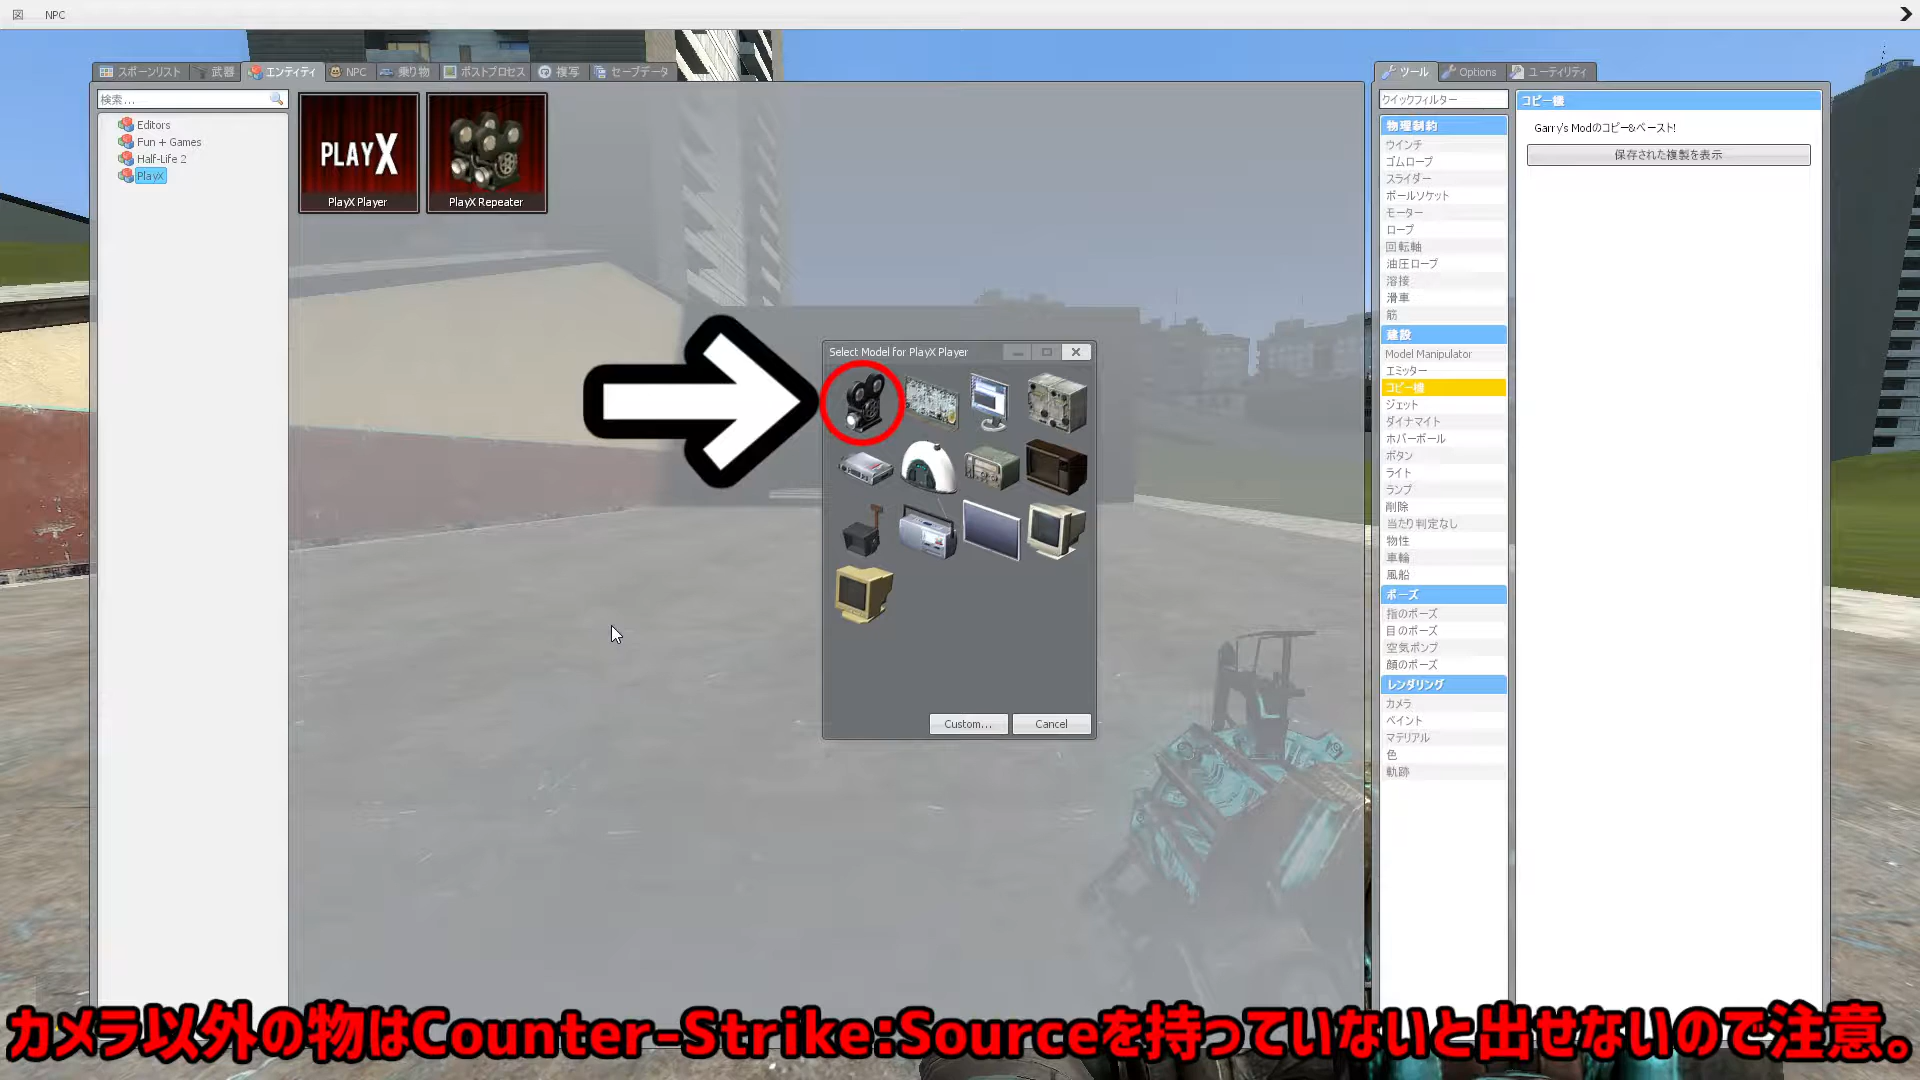 図 NPC
スポーンリスト 武器 エンティティ NPC 乗り物 ポストプロセス 複写 セーブデータ
検索...
Editors
Fun + Games
Half-Life 2
PlayX
PLAYX
PlayX Player
PlayX Repeater
Select Model for PlayX Player
Custom...
Cancel
ツール Options ユーティリティ
クイックフィルター
物理制約
ウインチ
ゴムロープ
スライダー
ボールソケット
モーター
ロープ
回転軸
油圧ロープ
溶接
滑車
筋
建設
Model Manipulator
エミッター
コピー機
ジェット
ダイナマイト
ホバーボール
ボタン
ライト
ランプ
削除
当たり判定なし
物性
車輪
風船
ポーズ
指のポーズ
目のポーズ
空気ポンプ
顔のポーズ
レンダリング
カメラ
ペイント
マテリアル
色
軌跡
コピー機
Garry's Modのコピー&ペースト!
保存された複製を表示
カメラ以外の物はCounter-Strike:Sourceを持っていないと出せないので注意。